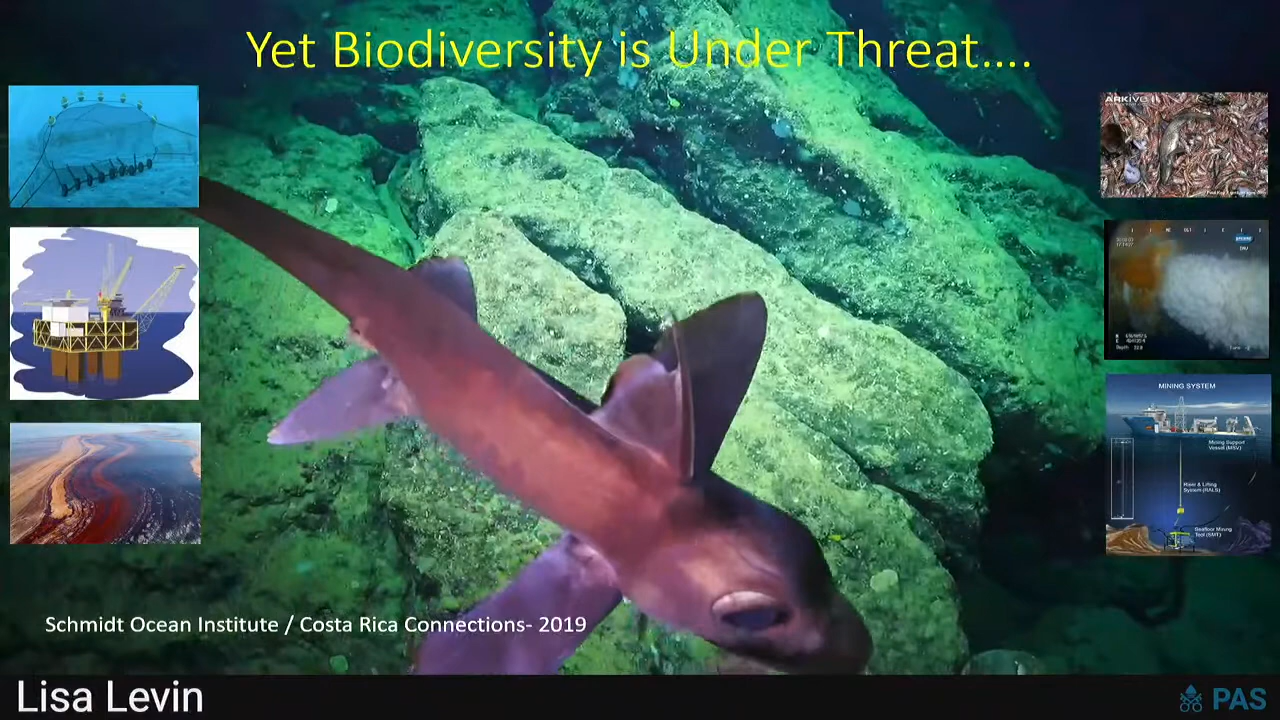 Yet Biodiversity is Under Threat....
ARKIVE
MINING SYSTEM
Mining Support
Vessel (MSV)
Riser & Lifting
System (RALS)
Seafloor Mining
Tool (SMT)
Schmidt Ocean Institute / Costa Rica Connections- 2019
Lisa Levin
PAS